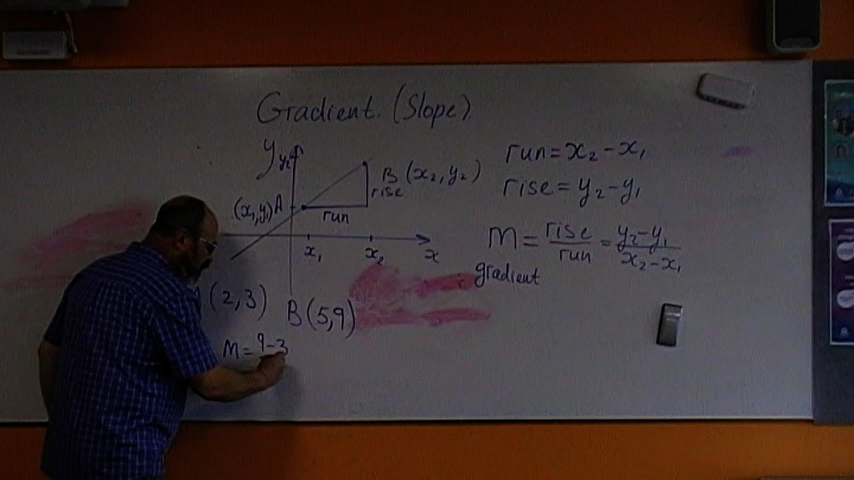 Gradient. (Slope)
y
y₂
B (x₂, y₂)
rise
(x₁, y₁) A
run
x₁
x₂
x
run = x₂ − x₁
rise = y₂ − y₁
M = rise/run = y₂−y₁/x₂−x₁
gradient
(2, 3) B (5, 9)
M = 9−3